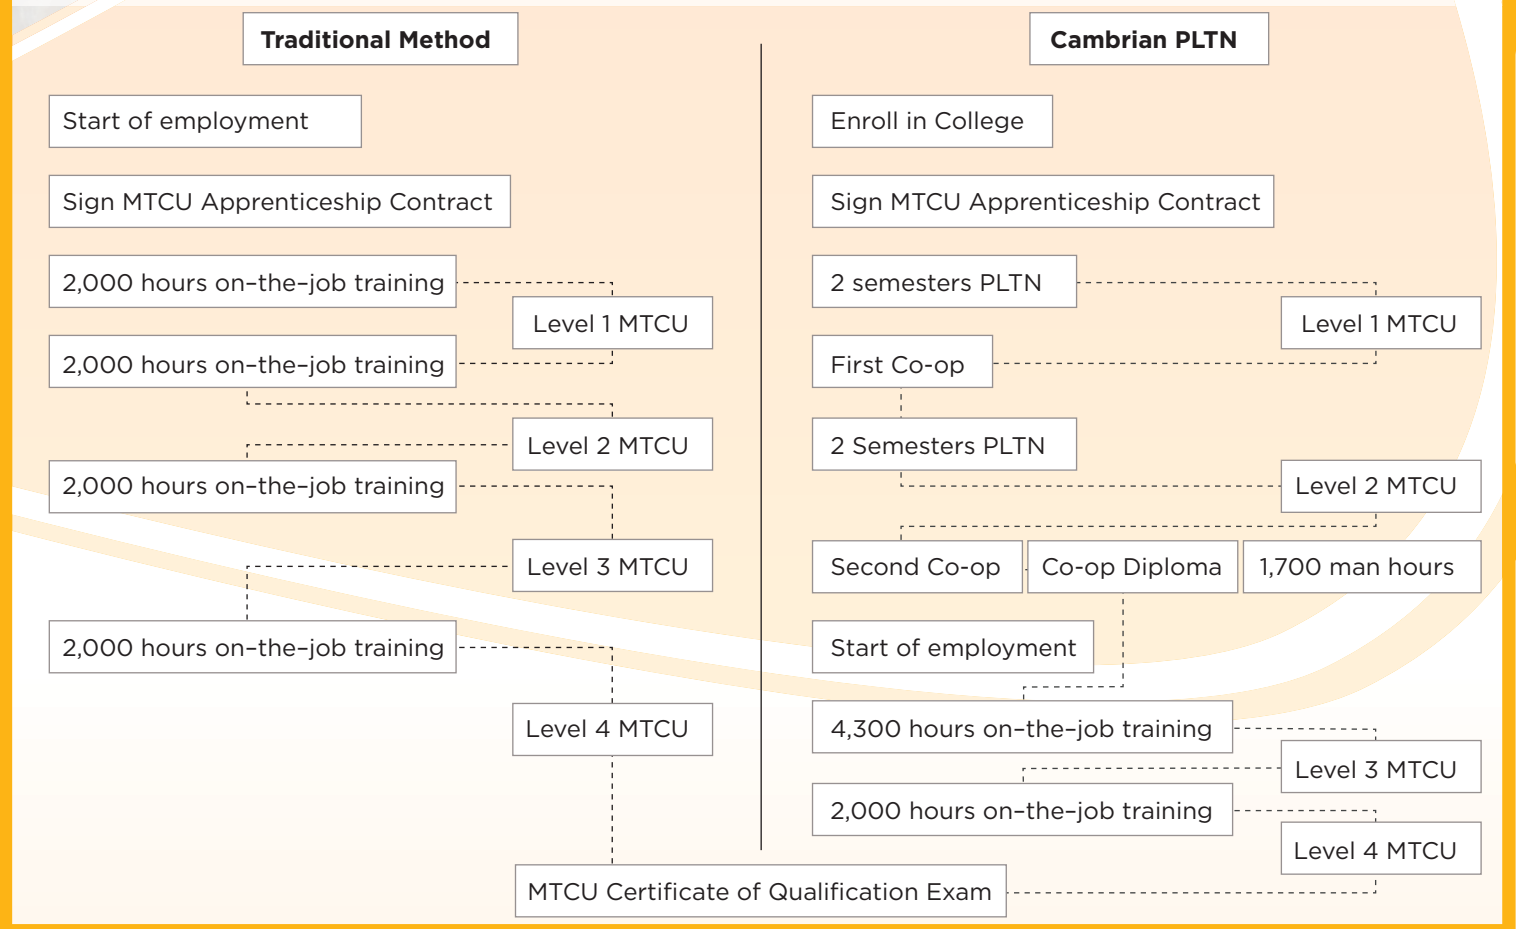 Traditional Method
Start of employment
Sign MTCU Apprenticeship Contract
2,000 hours on-the-job training
Level 1 MTCU
2,000 hours on-the-job training
Level 2 MTCU
2,000 hours on-the-job training
Level 3 MTCU
2,000 hours on-the-job training
Level 4 MTCU
Cambrian PLTN
Enroll in College
Sign MTCU Apprenticeship Contract
2 semesters PLTN
Level 1 MTCU
First Co-op
2 Semesters PLTN
Level 2 MTCU
Second Co-op
Co-op Diploma
1,700 man hours
Start of employment
4,300 hours on-the-job training
Level 3 MTCU
2,000 hours on-the-job training
Level 4 MTCU
MTCU Certificate of Qualification Exam